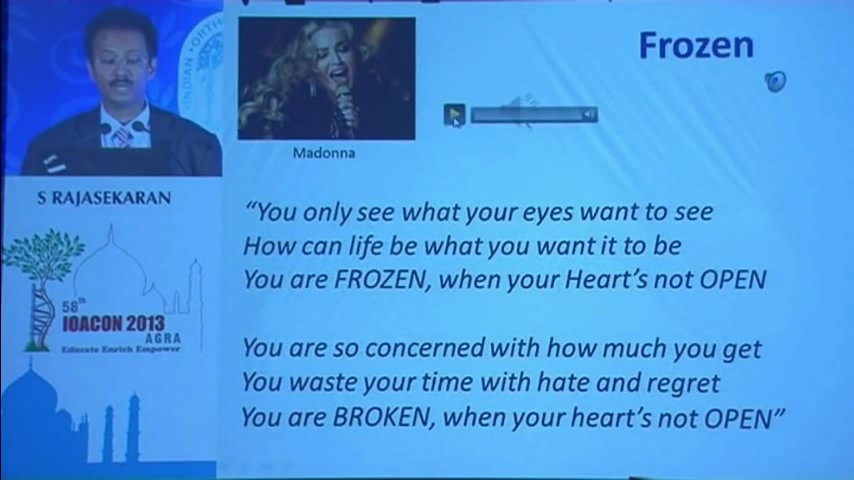 Frozen
INDIAN ORTH
Madonna
S RAJASEKARAN
58th
IOACON 2013
AGRA
Educate Enrich Empower
“You only see what your eyes want to see
How can life be what you want it to be
You are FROZEN, when your Heart's not OPEN
You are so concerned with how much you get
You waste your time with hate and regret
You are BROKEN, when your heart's not OPEN”